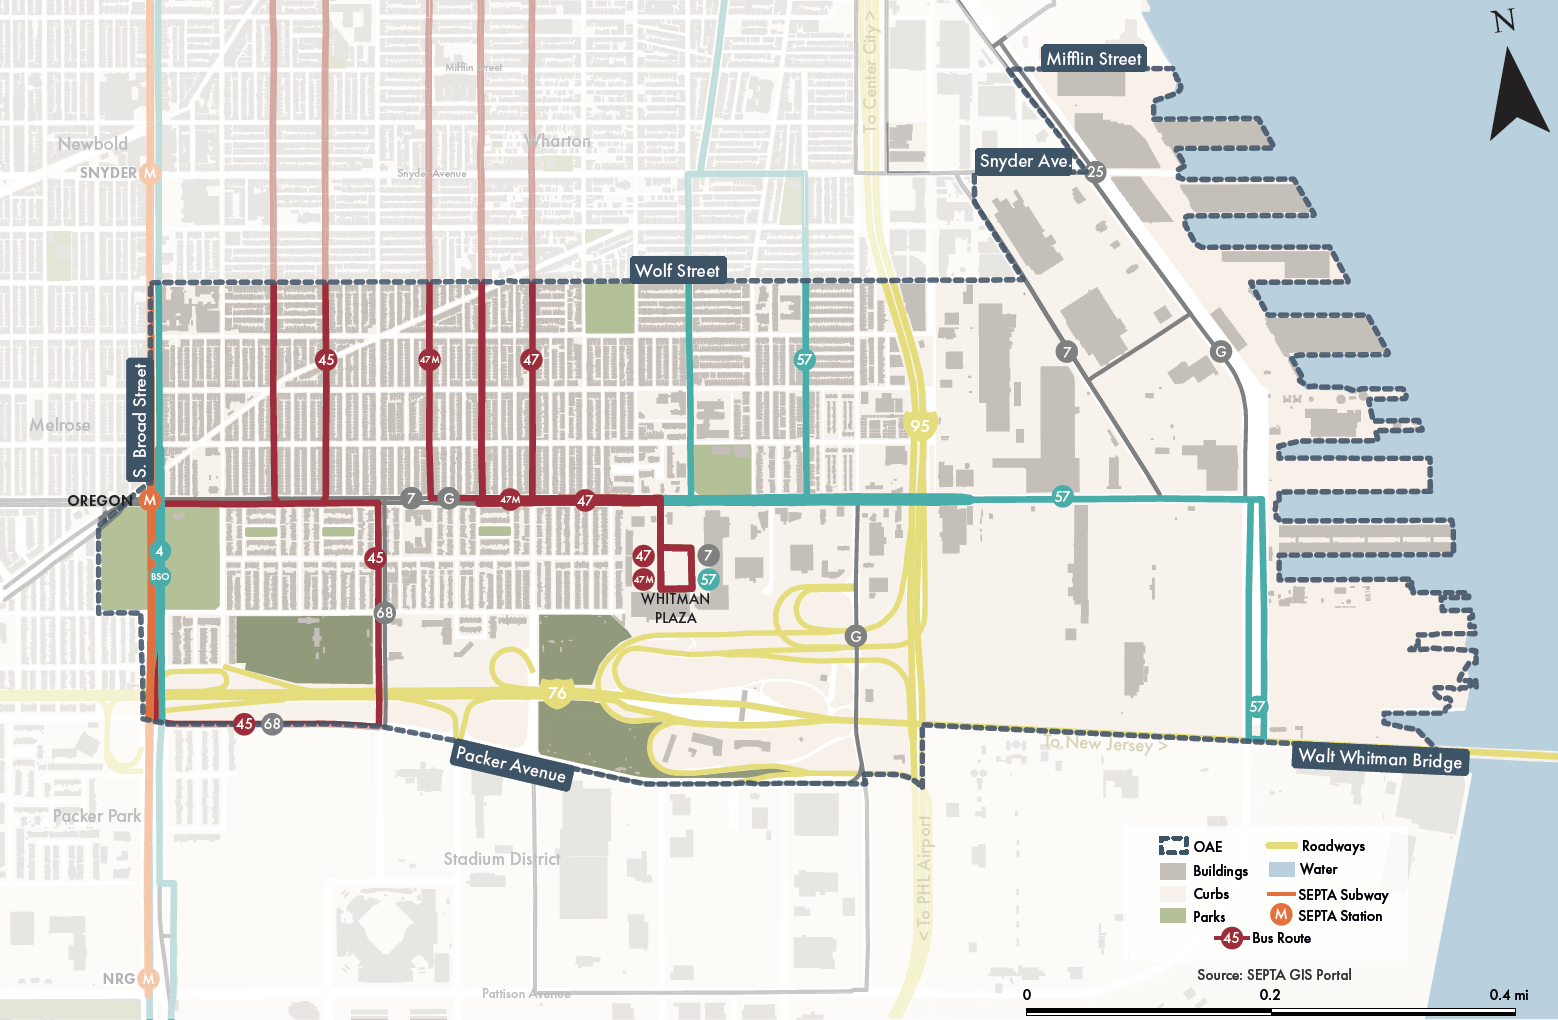 N
To Center City >
Mifflin Street
Mifflin Street
Newbold
Wharton
SNYDER
M
Snyder Avenue
Snyder Ave.
25
Wolf Street
S. Broad Street
45
47M
47
57
7
G
95
Melrose
OREGON
M
7
G
47M
47
57
4
BSO
45
47
7
47M
57
WHITMAN
PLAZA
68
G
76
57
45
68
Packer Avenue
To New Jersey >
Walt Whitman Bridge
Packer Park
Stadium District
< To PHL Airport
NRG
M
Pattison Avenue
OAE
Roadways
Buildings
Water
Curbs
SEPTA Subway
Parks
M
SEPTA Station
45
Bus Route
Source: SEPTA GIS Portal
0
0.2
0.4 mi